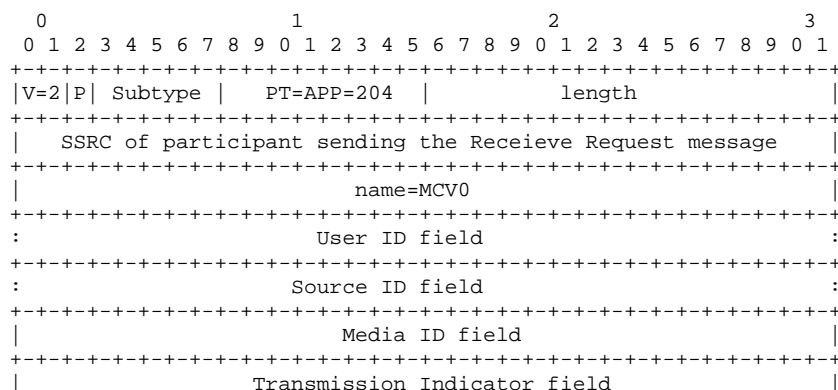 0                   1                   2                   3
0 1 2 3 4 5 6 7 8 9 0 1 2 3 4 5 6 7 8 9 0 1 2 3 4 5 6 7 8 9 0 1
+-+-+-+-+-+-+-+-+-+-+-+-+-+-+-+-+-+-+-+-+-+-+-+-+-+-+-+-+-+-+-+-+
|V=2|P| Subtype |   PT=APP=204  |          length               |
+-+-+-+-+-+-+-+-+-+-+-+-+-+-+-+-+-+-+-+-+-+-+-+-+-+-+-+-+-+-+-+-+
|   SSRC of participant sending the Receieve Request message    |
+-+-+-+-+-+-+-+-+-+-+-+-+-+-+-+-+-+-+-+-+-+-+-+-+-+-+-+-+-+-+-+-+
|                          name=MCV0                            |
+-+-+-+-+-+-+-+-+-+-+-+-+-+-+-+-+-+-+-+-+-+-+-+-+-+-+-+-+-+-+-+-+
:                       User ID field                           :
+-+-+-+-+-+-+-+-+-+-+-+-+-+-+-+-+-+-+-+-+-+-+-+-+-+-+-+-+-+-+-+-+
:                     Source ID field                           :
+-+-+-+-+-+-+-+-+-+-+-+-+-+-+-+-+-+-+-+-+-+-+-+-+-+-+-+-+-+-+-+-+
|                         Media ID field                        |
+-+-+-+-+-+-+-+-+-+-+-+-+-+-+-+-+-+-+-+-+-+-+-+-+-+-+-+-+-+-+-+-+
|                  Transmission Indicator field                 |